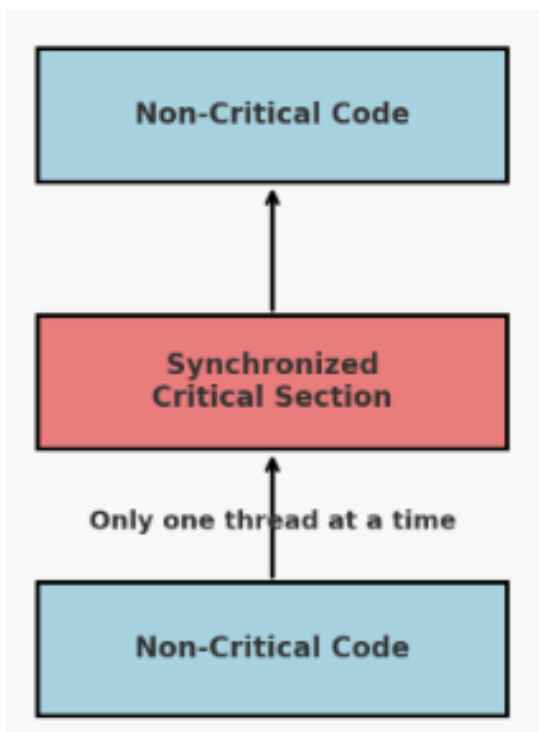 Non-Critical Code
Synchronized
Critical Section
Only one thread at a time
Non-Critical Code